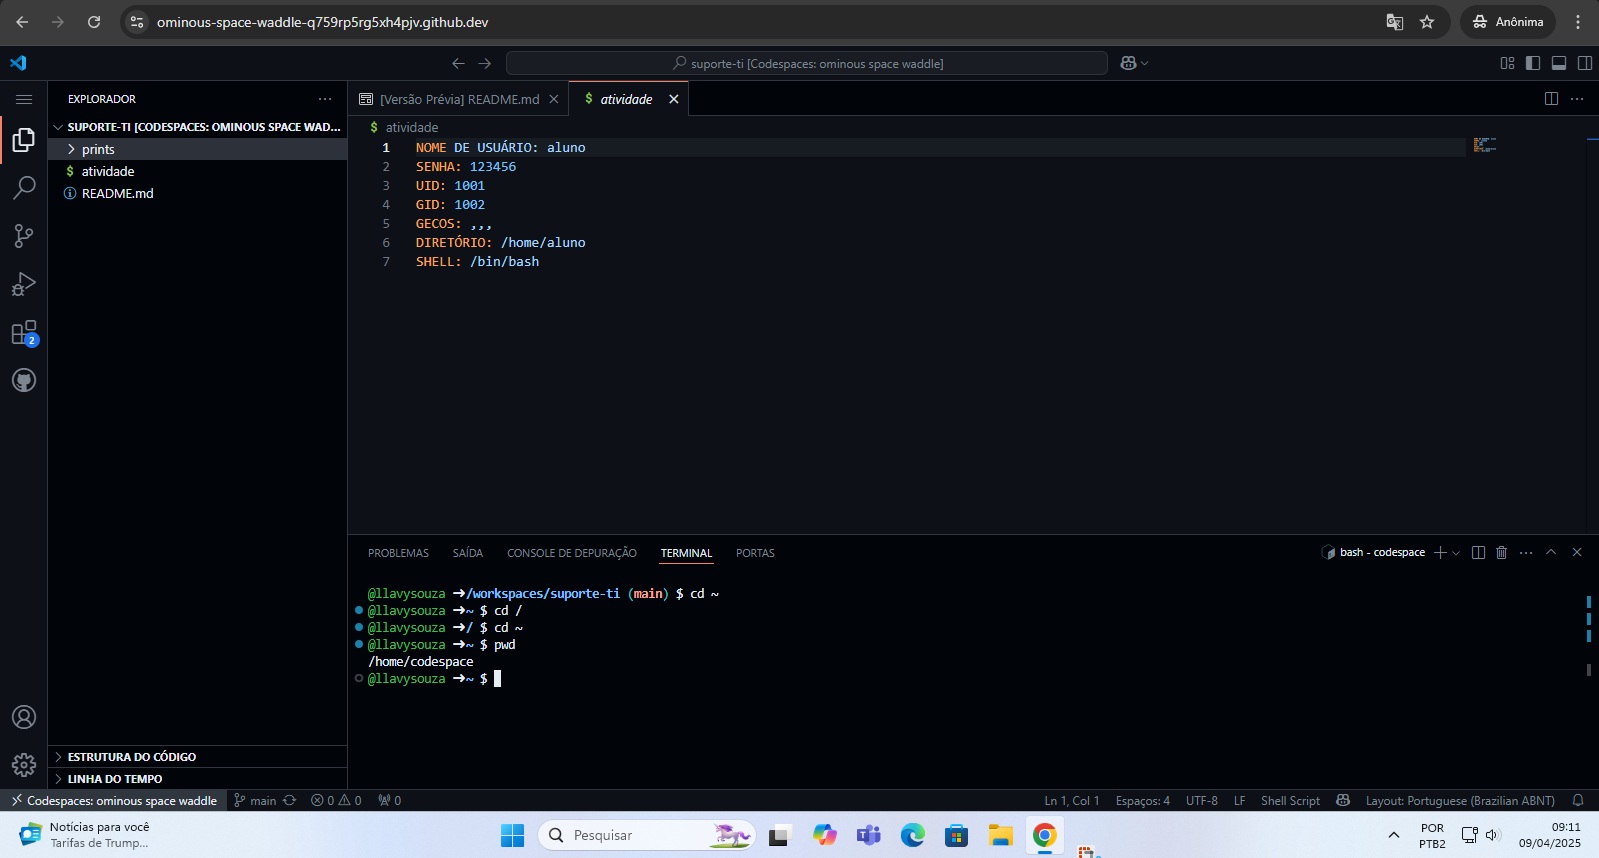 ominous-space-waddle-q759rp5rg5xh4pjv.github.dev
Anônima
suporte-ti [Codespaces: ominous space waddle]
EXPLORADOR
SUPORTE-TI [CODESPACES: OMINOUS SPACE WAD...
prints
$ atividade
README.md
2
[Versão Prévia] README.md
$ atividade
$ atividade
1 NOME DE USUÁRIO: aluno
2 SENHA: 123456
3 UID: 1001
4 GID: 1002
5 GECOS: ,,,
6 DIRETÓRIO: /home/aluno
7 SHELL: /bin/bash
PROBLEMAS SAÍDA CONSOLE DE DEPURAÇÃO TERMINAL PORTAS
bash - codespace
@llavysouza ➜/workspaces/suporte-ti (main) $ cd ~
@llavysouza ➜~ $ cd /
@llavysouza ➜/ $ cd ~
@llavysouza ➜~ $ pwd
/home/codespace
@llavysouza ➜~ $
ESTRUTURA DO CÓDIGO
LINHA DO TEMPO
Codespaces: ominous space waddle main 0 0 0 Ln 1, Col 1 Espaços: 4 UTF-8 LF Shell Script Layout: Portuguese (Brazilian ABNT)
Notícias para você
Tarifas de Trump...
Pesquisar
POR
PTB2
09:11
09/04/2025